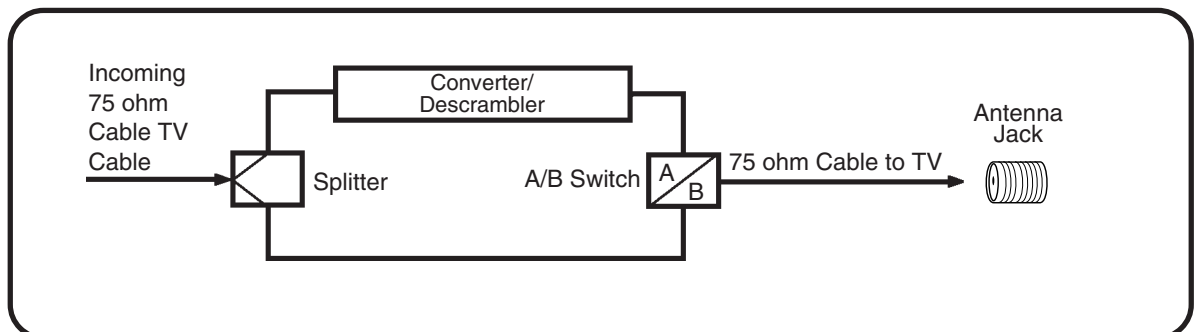 Incoming
75 ohm
Cable TV
Cable
Splitter
Converter/
Descrambler
A/B Switch
A
B
75 ohm Cable to TV
Antenna
Jack